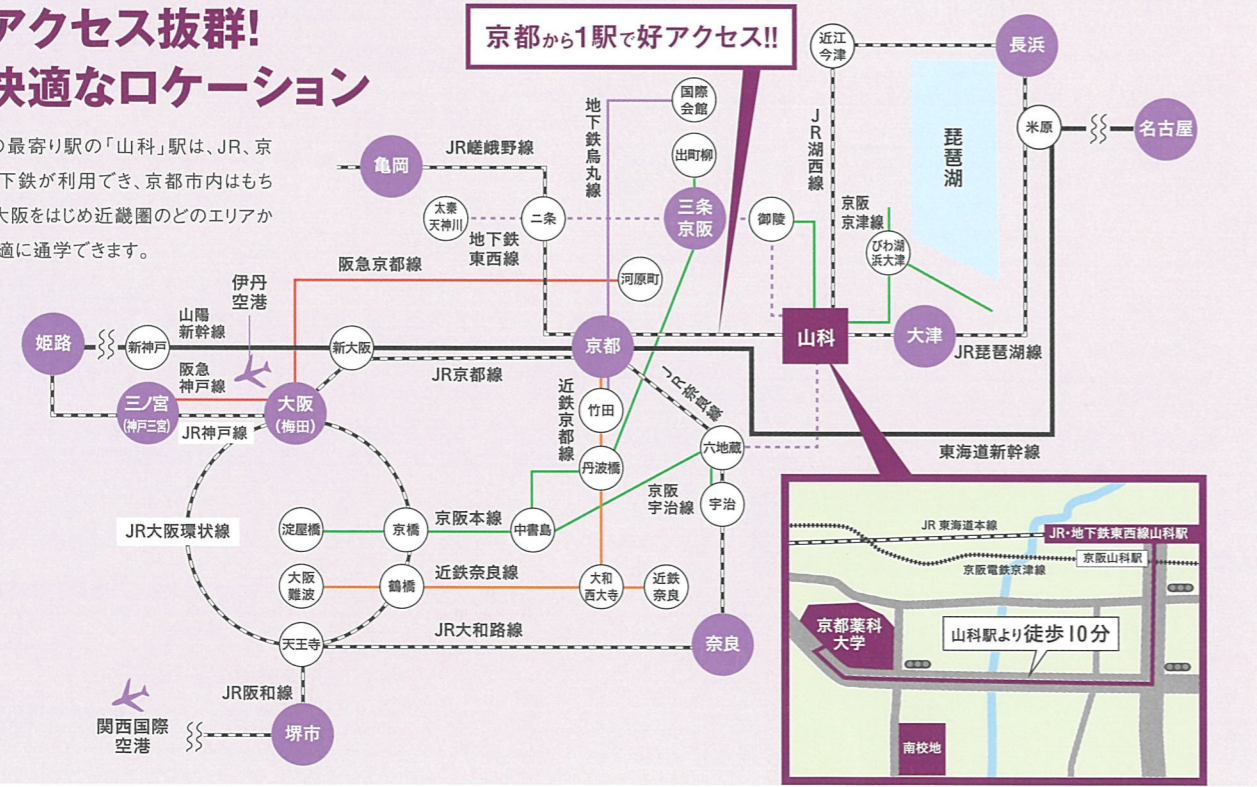 アクセス抜群!
快適なロケーション
の最寄り駅の「山科」駅は、JR、京
下鉄が利用でき、京都市内はもち
大阪をはじめ近畿圏のどのエリアか
適に通学できます。
京都から1駅で好アクセス!!
近江
今津
長浜
国際
会館
地下鉄烏丸線
JR湖西線
米原
名古屋
琵琶湖
出町柳
亀岡
JR嵯峨野線
太秦
天神川
二条
三条
京阪
御陵
京阪
京津線
びわ湖
浜大津
地下鉄
東西線
阪急京都線
河原町
伊丹
空港
山陽
新幹線
姫路
新神戸
新大阪
京都
山科
大津
JR琵琶湖線
JR京都線
JR奈良線
阪急
神戸線
三ノ宮
(神戸三宮)
大阪
(梅田)
JR神戸線
近鉄京都線
竹田
丹波橋
六地蔵
東海道新幹線
京阪
宇治線
宇治
JR大阪環状線
淀屋橋
京橋
京阪本線
中書島
大阪
難波
鶴橋
近鉄奈良線
大和
西大寺
近鉄
奈良
天王寺
JR大和路線
奈良
JR阪和線
関西国際
空港
堺市
JR東海道本線
JR・地下鉄東西線山科駅
京阪山科駅
京阪電鉄京津線
京都薬科
大学
山科駅より徒歩10分
南校地